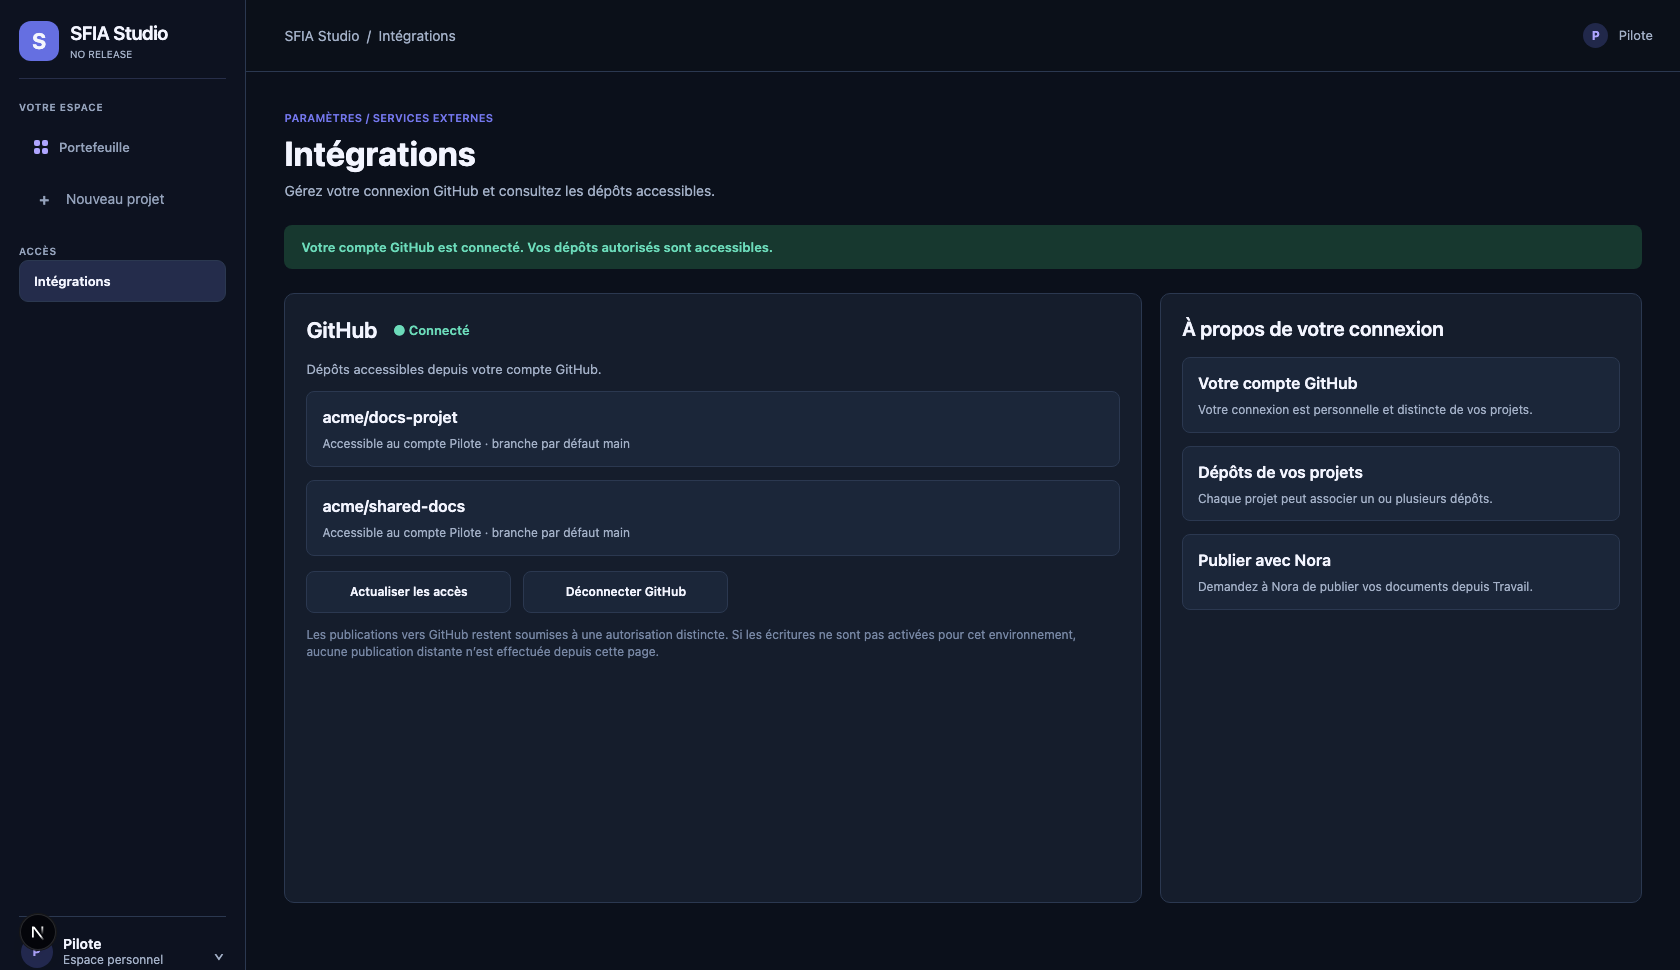 S
SFIA Studio
NO RELEASE
VOTRE ESPACE
Portefeuille
+ Nouveau projet
ACCÈS
Intégrations
N
P
Pilote
Espace personnel
SFIA Studio / Intégrations
P Pilote
PARAMÈTRES / SERVICES EXTERNES
Intégrations
Gérez votre connexion GitHub et consultez les dépôts accessibles.
Votre compte GitHub est connecté. Vos dépôts autorisés sont accessibles.
GitHub Connecté
Dépôts accessibles depuis votre compte GitHub.
acme/docs-projet
Accessible au compte Pilote · branche par défaut main
acme/shared-docs
Accessible au compte Pilote · branche par défaut main
Actualiser les accès Déconnecter GitHub
Les publications vers GitHub restent soumises à une autorisation distincte. Si les écritures ne sont pas activées pour cet environnement,
aucune publication distante n’est effectuée depuis cette page.
À propos de votre connexion
Votre compte GitHub
Votre connexion est personnelle et distincte de vos projets.
Dépôts de vos projets
Chaque projet peut associer un ou plusieurs dépôts.
Publier avec Nora
Demandez à Nora de publier vos documents depuis Travail.